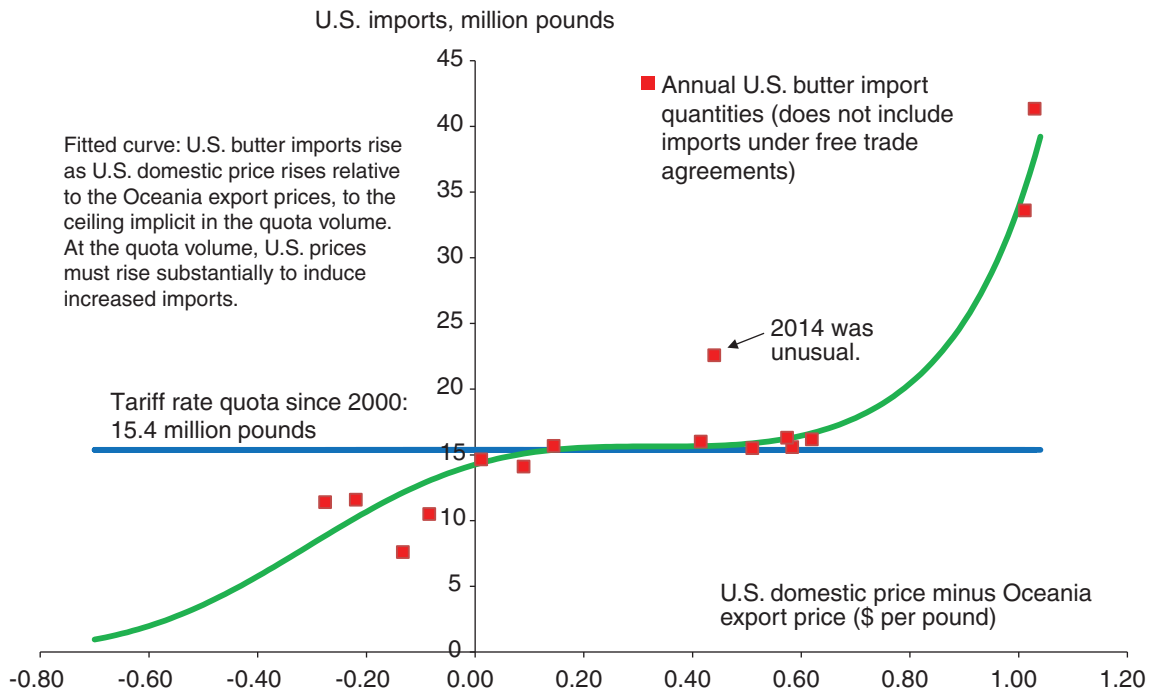 U.S. imports, million pounds
45
40
35
30
25
20
15
10
5
0
Annual U.S. butter import
quantities (does not include
imports under free trade
agreements)
Fitted curve: U.S. butter imports rise
as U.S. domestic price rises relative
to the Oceania export prices, to the
ceiling implicit in the quota volume.
At the quota volume, U.S. prices
must rise substantially to induce
increased imports.
2014 was
unusual.
Tariff rate quota since 2000:
15.4 million pounds
U.S. domestic price minus Oceania
export price ($ per pound)
-0.80 -0.60 -0.40 -0.20 0.00 0.20 0.40 0.60 0.80 1.00 1.20